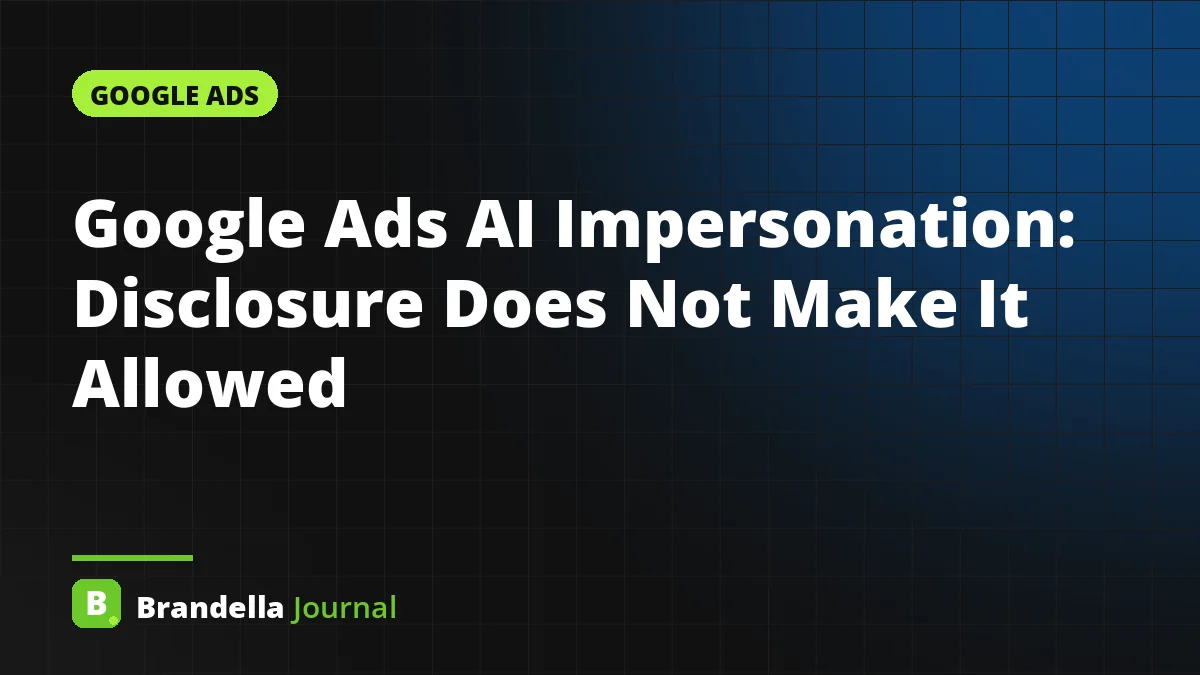 GOOGLE ADS
Google Ads AI Impersonation:
Disclosure Does Not Make It
Allowed
B
Brandella Journal